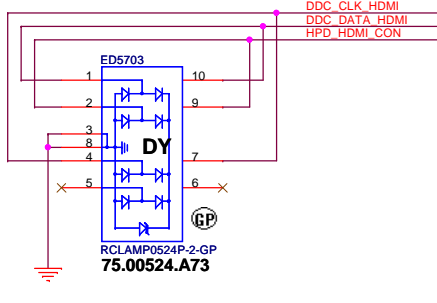 DDC_CLK_HDMI
DDC_DATA_HDMI
HPD_HDMI_CON
ED5703
1 10
2 9
3
8
DY
4 7
5 6
GP
RCLAMP0524P-2-GP
75.00524.A73